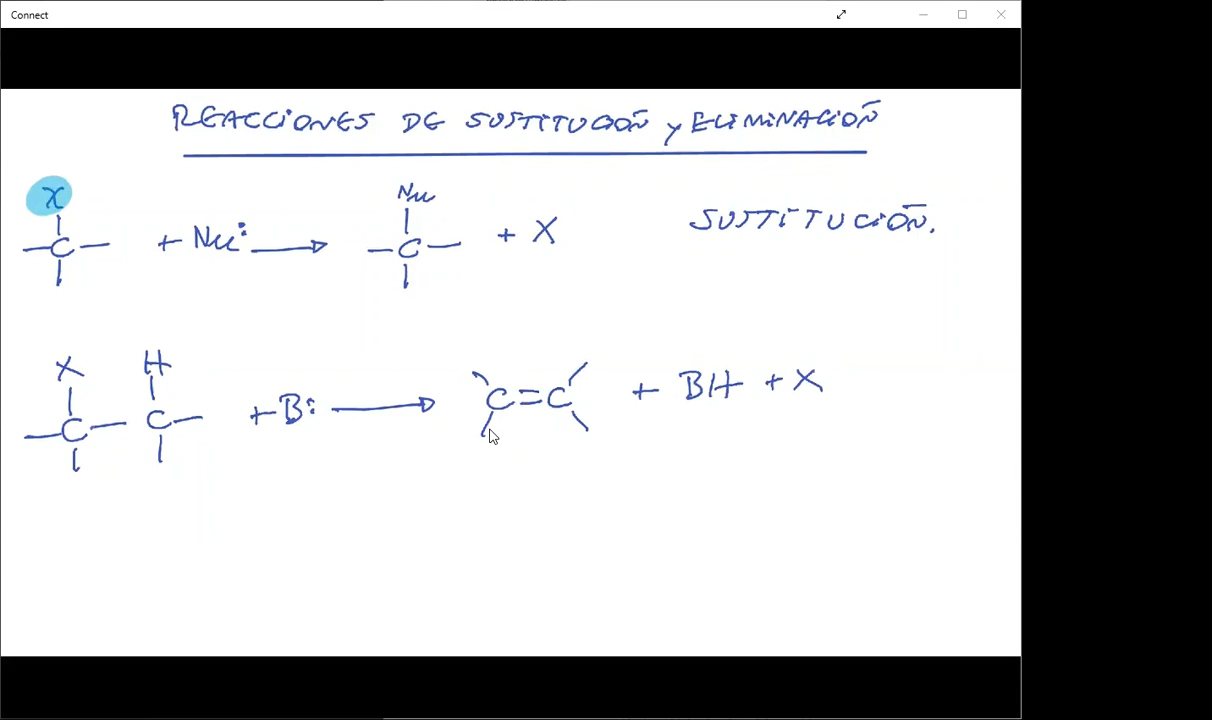 Connect
REACCIONES DE SUSTITUCIÓN y ELIMINACIÓN
X
Nu
— C — + Nu: → — C — + X SUSTITUCIÓN.
X H
— C — C — + B: → C = C + BH + X